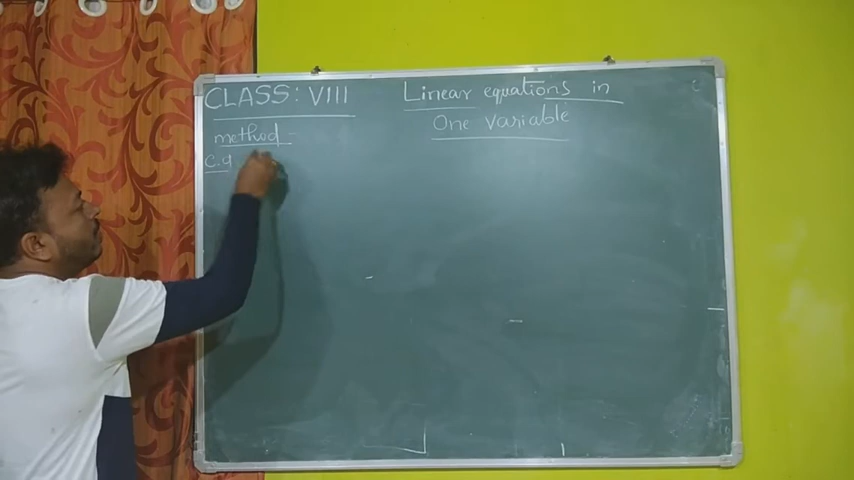 CLASS: VIII
Linear equations in
One Variable
method -
e.g